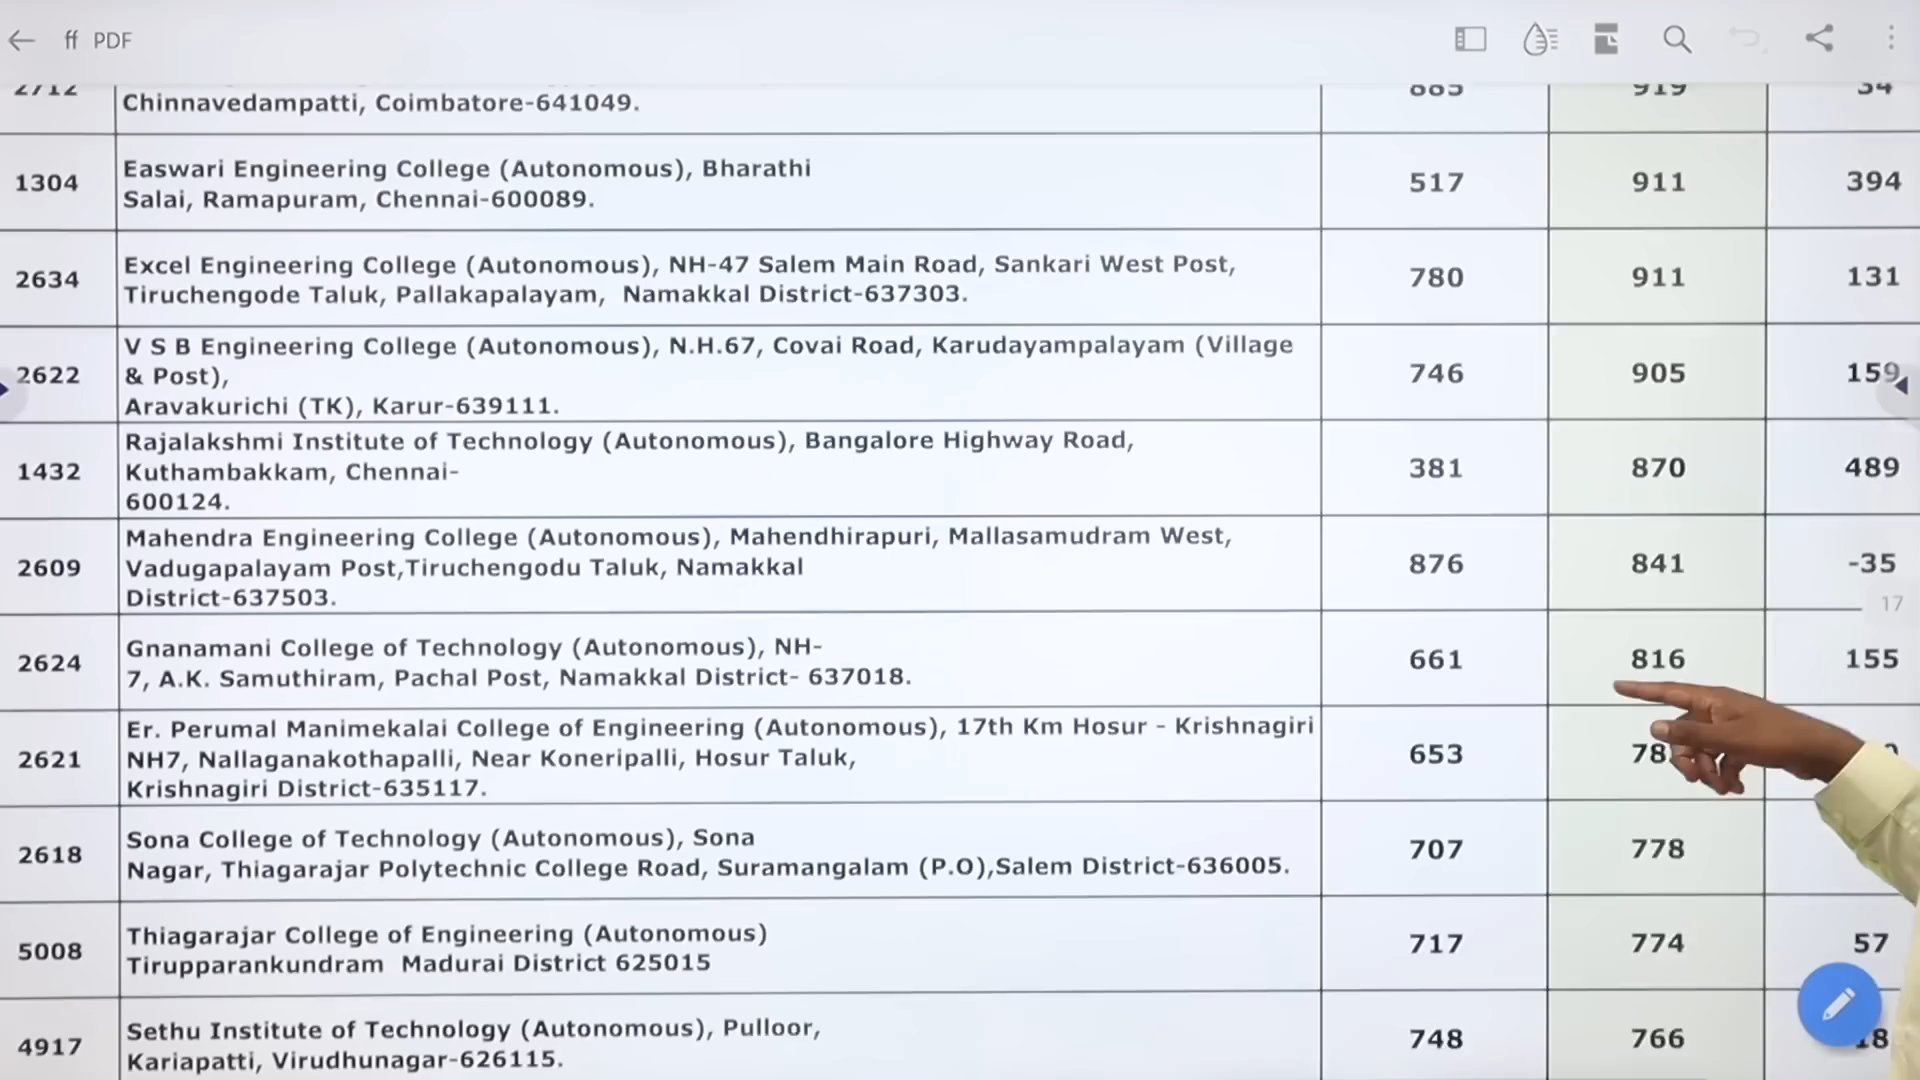 ff PDF
Chinnavedampatti, Coimbatore-641049.
1304
Easwari Engineering College (Autonomous), Bharathi
Salai, Ramapuram, Chennai-600089.
517 911 394
2634
Excel Engineering College (Autonomous), NH-47 Salem Main Road, Sankari West Post,
Tiruchengode Taluk, Pallakapalayam, Namakkal District-637303.
780 911 131
2622
V S B Engineering College (Autonomous), N.H.67, Covai Road, Karudayampalayam (Village
& Post),
Aravakurichi (TK), Karur-639111.
746 905 159
1432
Rajalakshmi Institute of Technology (Autonomous), Bangalore Highway Road,
Kuthambakkam, Chennai-
600124.
381 870 489
2609
Mahendra Engineering College (Autonomous), Mahendhirapuri, Mallasamudram West,
Vadugapalayam Post,Tiruchengodu Taluk, Namakkal
District-637503.
876 841 -35
17
2624
Gnanamani College of Technology (Autonomous), NH-
7, A.K. Samuthiram, Pachal Post, Namakkal District- 637018.
661 816 155
2621
Er. Perumal Manimekalai College of Engineering (Autonomous), 17th Km Hosur - Krishnagiri
NH7, Nallaganakothapalli, Near Koneripalli, Hosur Taluk,
Krishnagiri District-635117.
653
2618
Sona College of Technology (Autonomous), Sona
Nagar, Thiagarajar Polytechnic College Road, Suramangalam (P.O),Salem District-636005.
707 778
5008
Thiagarajar College of Engineering (Autonomous)
Tirupparankundram Madurai District 625015
717 774 57
4917
Sethu Institute of Technology (Autonomous), Pulloor,
Kariapatti, Virudhunagar-626115.
748 766 18